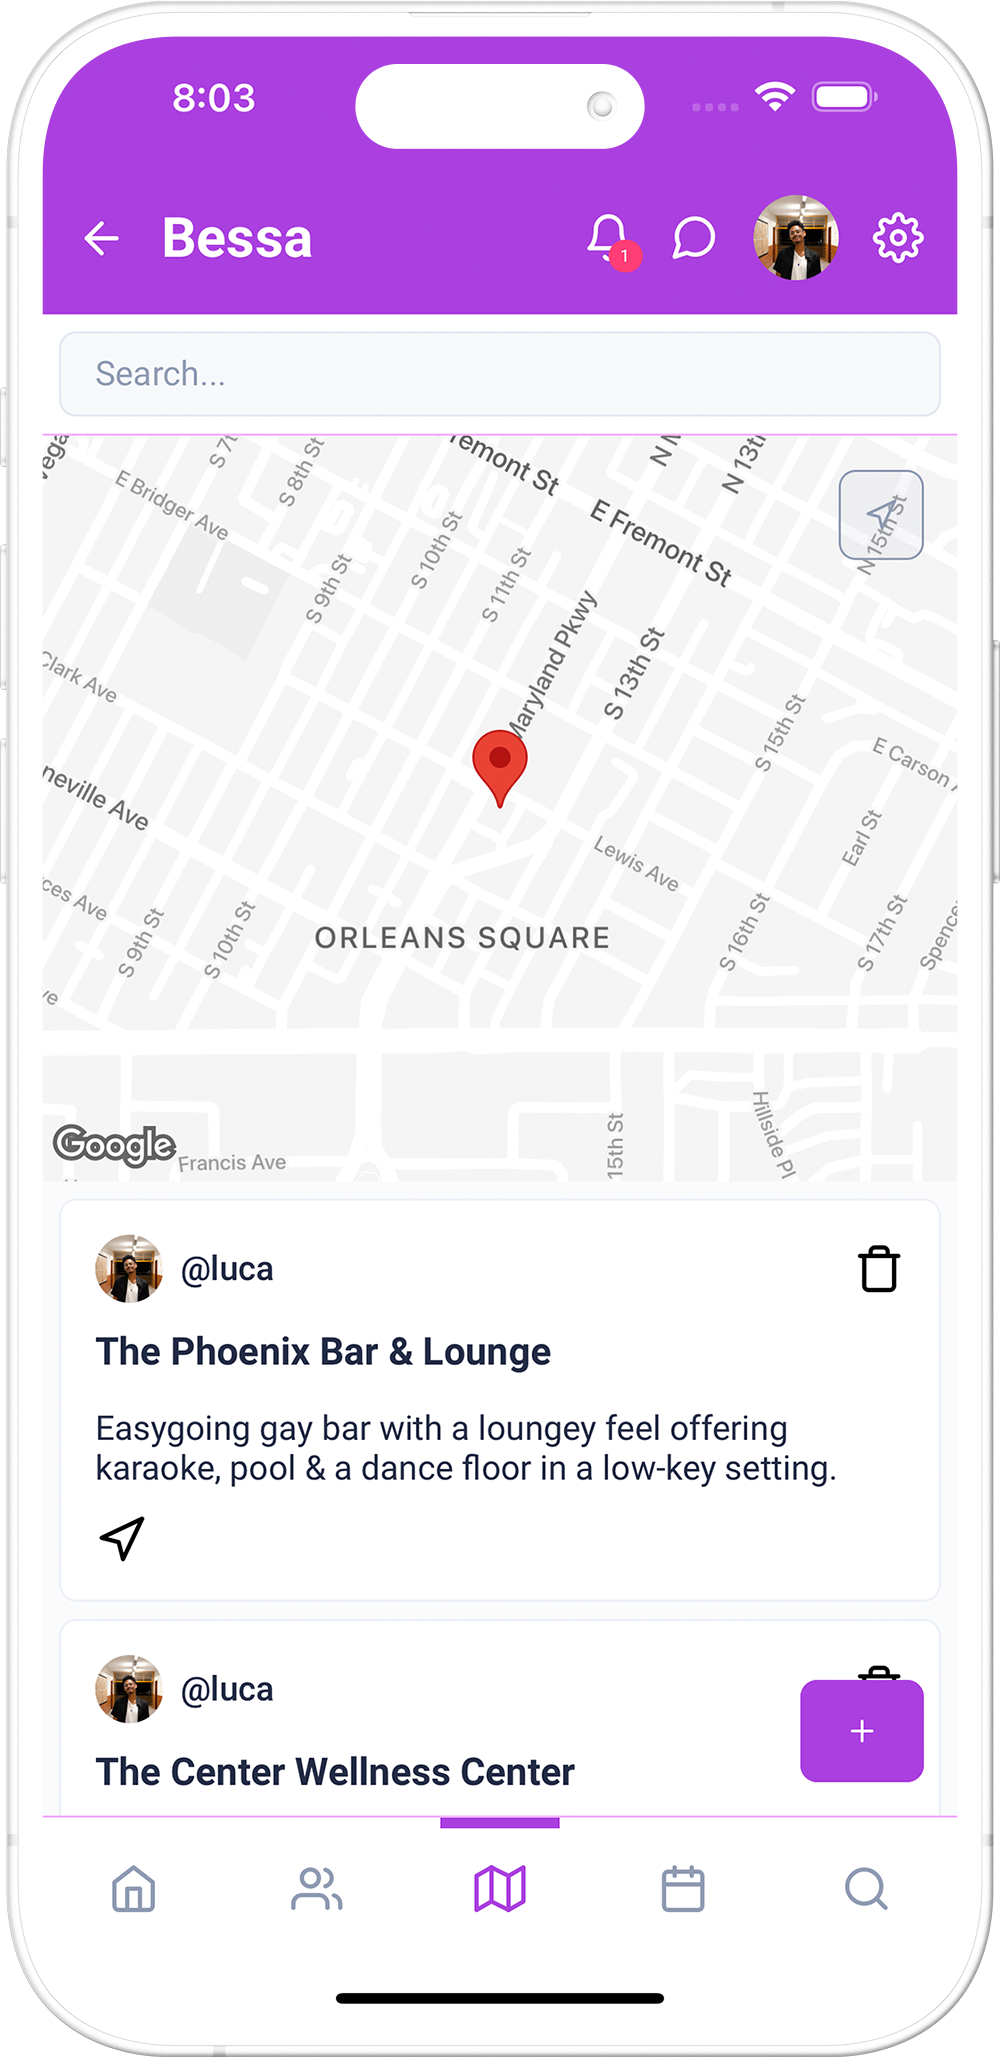 8:03
Bessa
1
Search...
S 8th St
E Bridger Ave
E Fremont St
N 15th St
S 9th St
S 10th St
S 11th St
Maryland Pkwy
S 13th St
Clark Ave
S 15th St
E Carson
neville Ave
Earl St
Lewis Ave
ces Ave
S 9th St
S 10th St
ORLEANS SQUARE
S 16th St
S 17th St
Spence
Google
Francis Ave
15th St
Hillside Pl
@luca
The Phoenix Bar & Lounge
Easygoing gay bar with a loungey feel offering
karaoke, pool & a dance floor in a low-key setting.
@luca
The Center Wellness Center